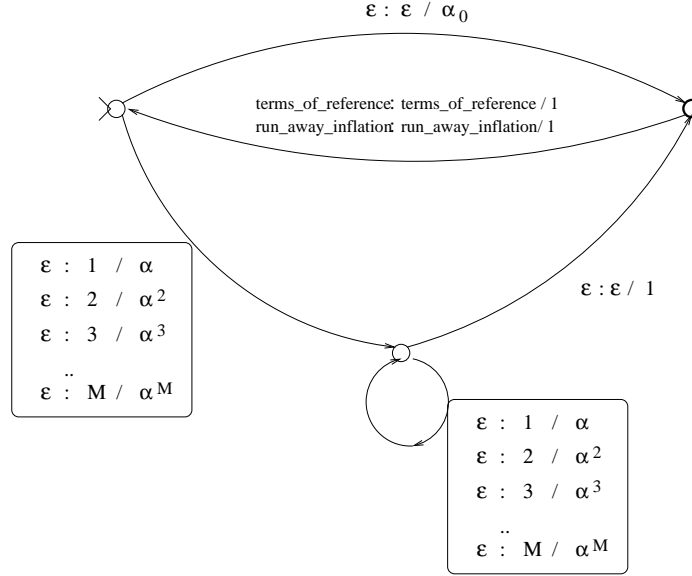 ε : ε / α₀
terms_of_reference: terms_of_reference / 1
run_away_inflation: run_away_inflation/ 1
ε : 1 / α
ε : 2 / α²
ε : 3 / α³
..
ε : M / αᴹ
ε : ε / 1
ε : 1 / α
ε : 2 / α²
ε : 3 / α³
..
ε : M / αᴹ